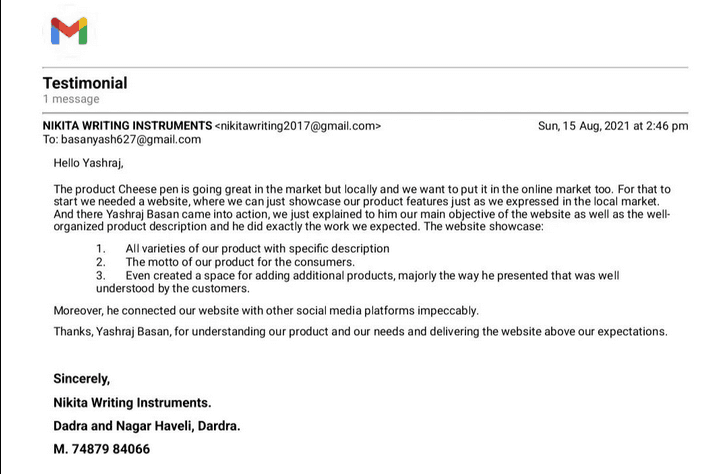 Testimonial
1 message
NIKITA WRITING INSTRUMENTS <nikitawriting2017@gmail.com> Sun, 15 Aug, 2021 at 2:46 pm
To: basanyash627@gmail.com
Hello Yashraj,
The product Cheese pen is going great in the market but locally and we want to put it in the online market too. For that to
start we needed a website, where we can just showcase our product features just as we expressed in the local market.
And there Yashraj Basan came into action, we just explained to him our main objective of the website as well as the well-
organized product description and he did exactly the work we expected. The website showcase:
1. All varieties of our product with specific description
2. The motto of our product for the consumers.
3. Even created a space for adding additional products, majorly the way he presented that was well
understood by the customers.
Moreover, he connected our website with other social media platforms impeccably.
Thanks, Yashraj Basan, for understanding our product and our needs and delivering the website above our expectations.
Sincerely,
Nikita Writing Instruments.
Dadra and Nagar Haveli, Dardra.
M. 74879 84066